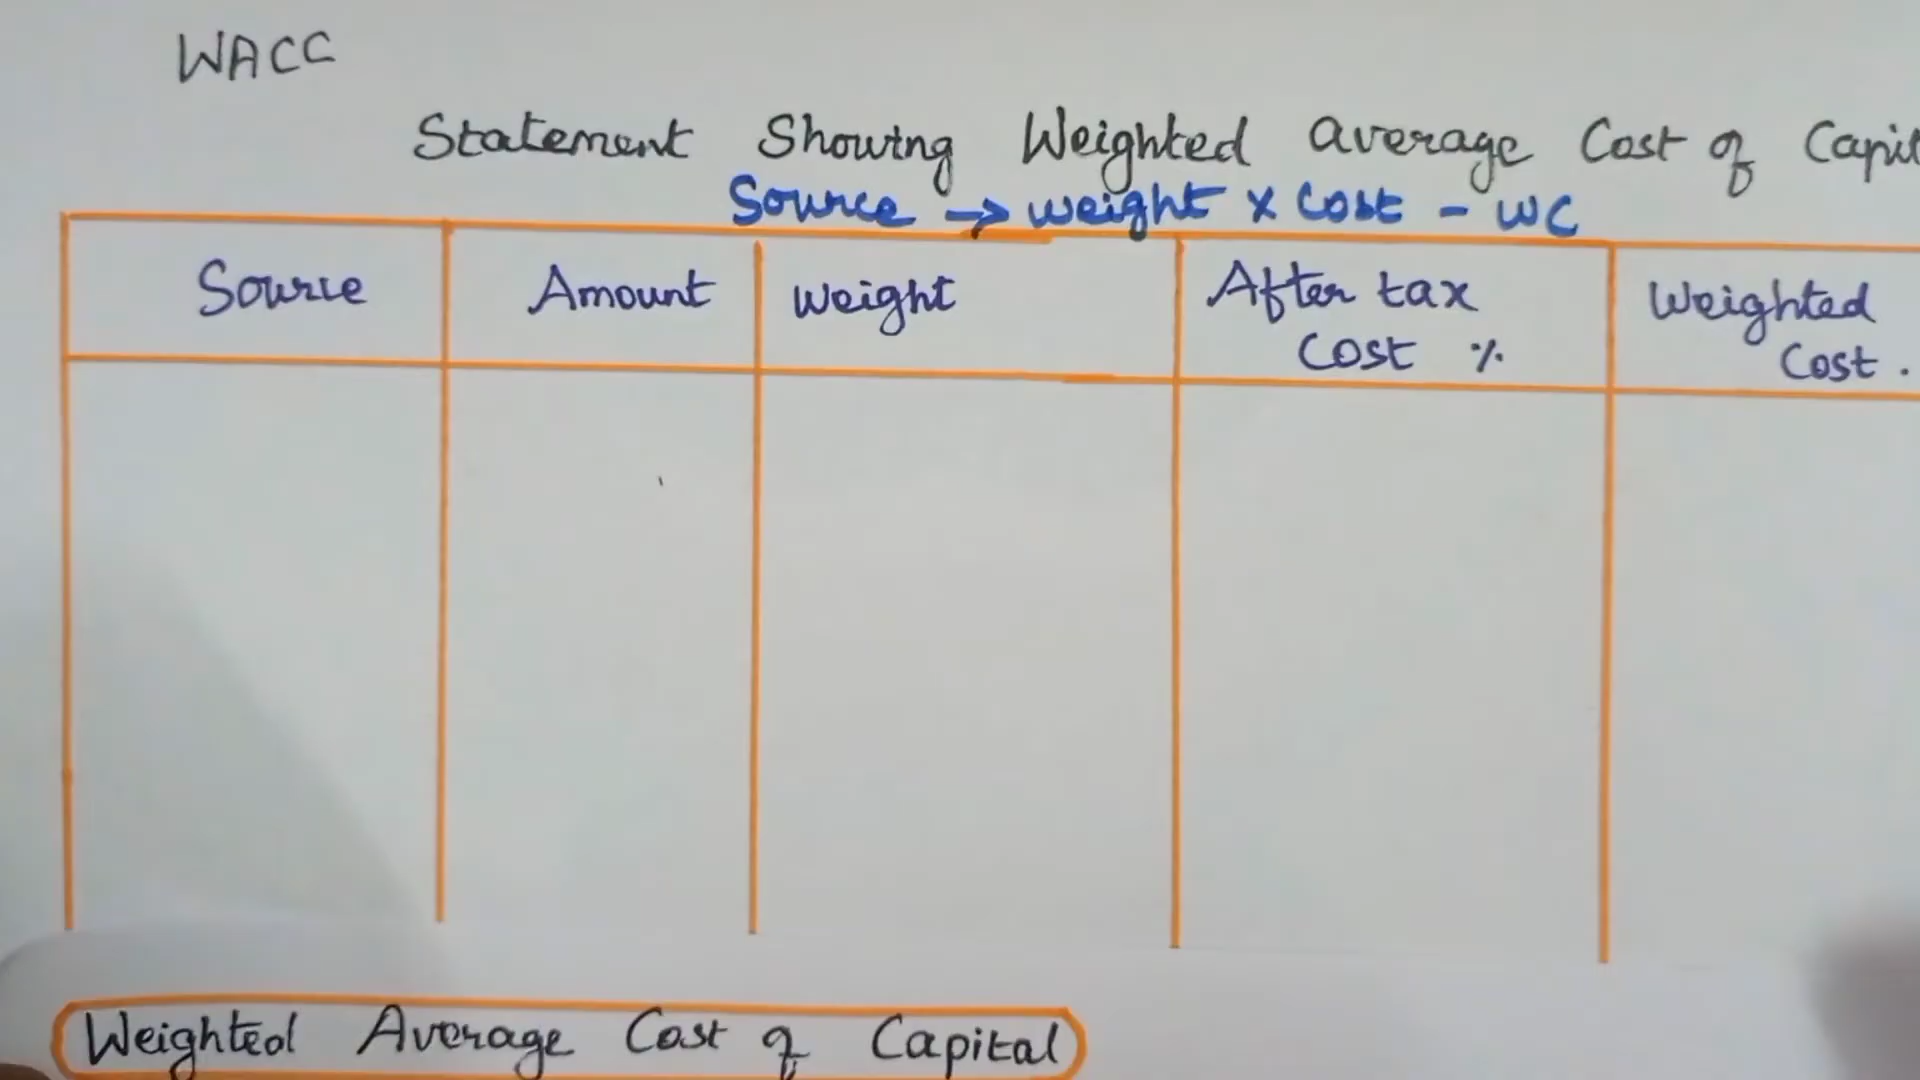 WACC
Statement Showing Weighted average Cost of Capit
Source → weight x Cost - WC
Source Amount Weight After tax Cost % Weighted Cost.
Weighted Average Cost of Capital